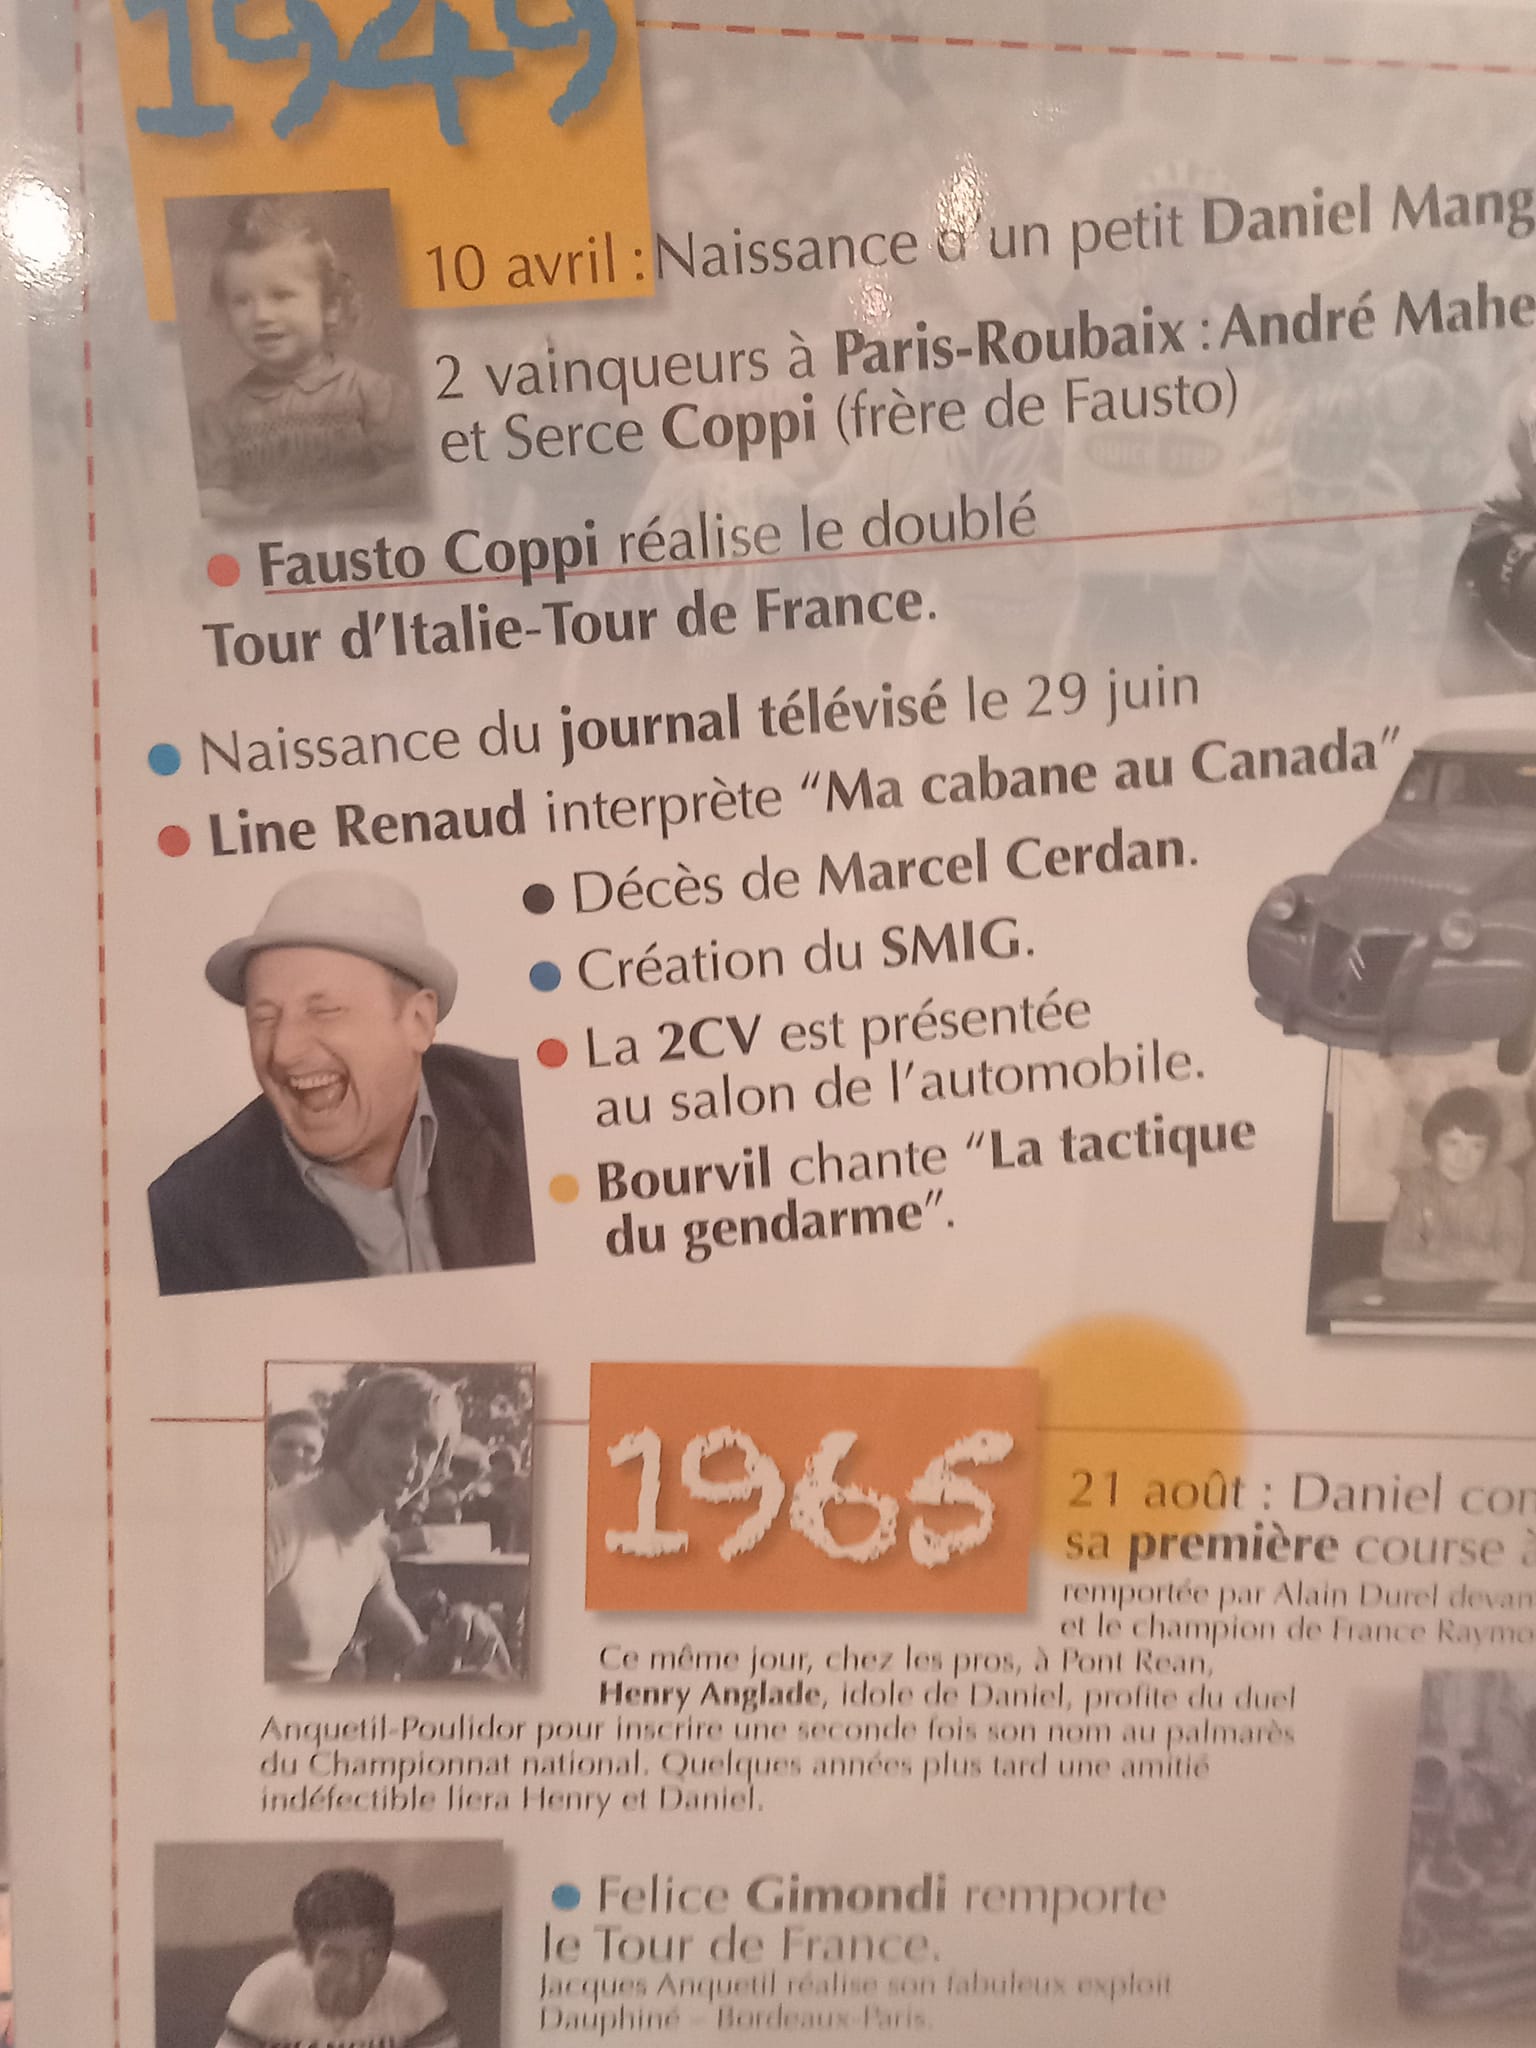 1949
10 avril : Naissance d'un petit Daniel Mang
2 vainqueurs à Paris-Roubaix : André Mahe
et Serce Coppi (frère de Fausto)
• Fausto Coppi réalise le doublé
Tour d'Italie-Tour de France.
• Naissance du journal télévisé le 29 juin
• Line Renaud interprète "Ma cabane au Canada"
• Décès de Marcel Cerdan.
• Création du SMIG.
• La 2CV est présentée
au salon de l'automobile.
• Bourvil chante "La tactique
du gendarme".
1965
21 août : Daniel cor
sa première course à
remportée par Alain Durel devan
et le champion de France Raymo
Ce même jour, chez les pros, à Pont Rean,
Henry Anglade, idole de Daniel, profite du duel
Anquetil-Poulidor pour inscrire une seconde fois son nom au palmarès
du Championnat national. Quelques années plus tard une amitié
indéfectible liera Henry et Daniel.
• Felice Gimondi remporte
le Tour de France.
Jacques Anquetil réalise son fabuleux exploit
Dauphiné - Bordeaux-Paris.